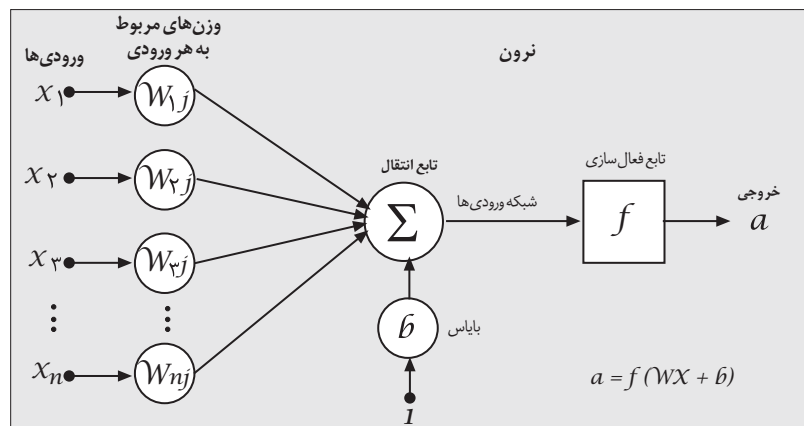 نرون
وزن‌های مربوط
به هر ورودی
ورودی‌ها
x۱
W۱j
x۲
W۲j
x۳
W۳j
⋮
⋮
xn
Wnj
تابع انتقال
Σ
شبکه ورودی‌ها
تابع فعال‌سازی
f
خروجی
a
b
بایاس
1
a = f (WX + b)